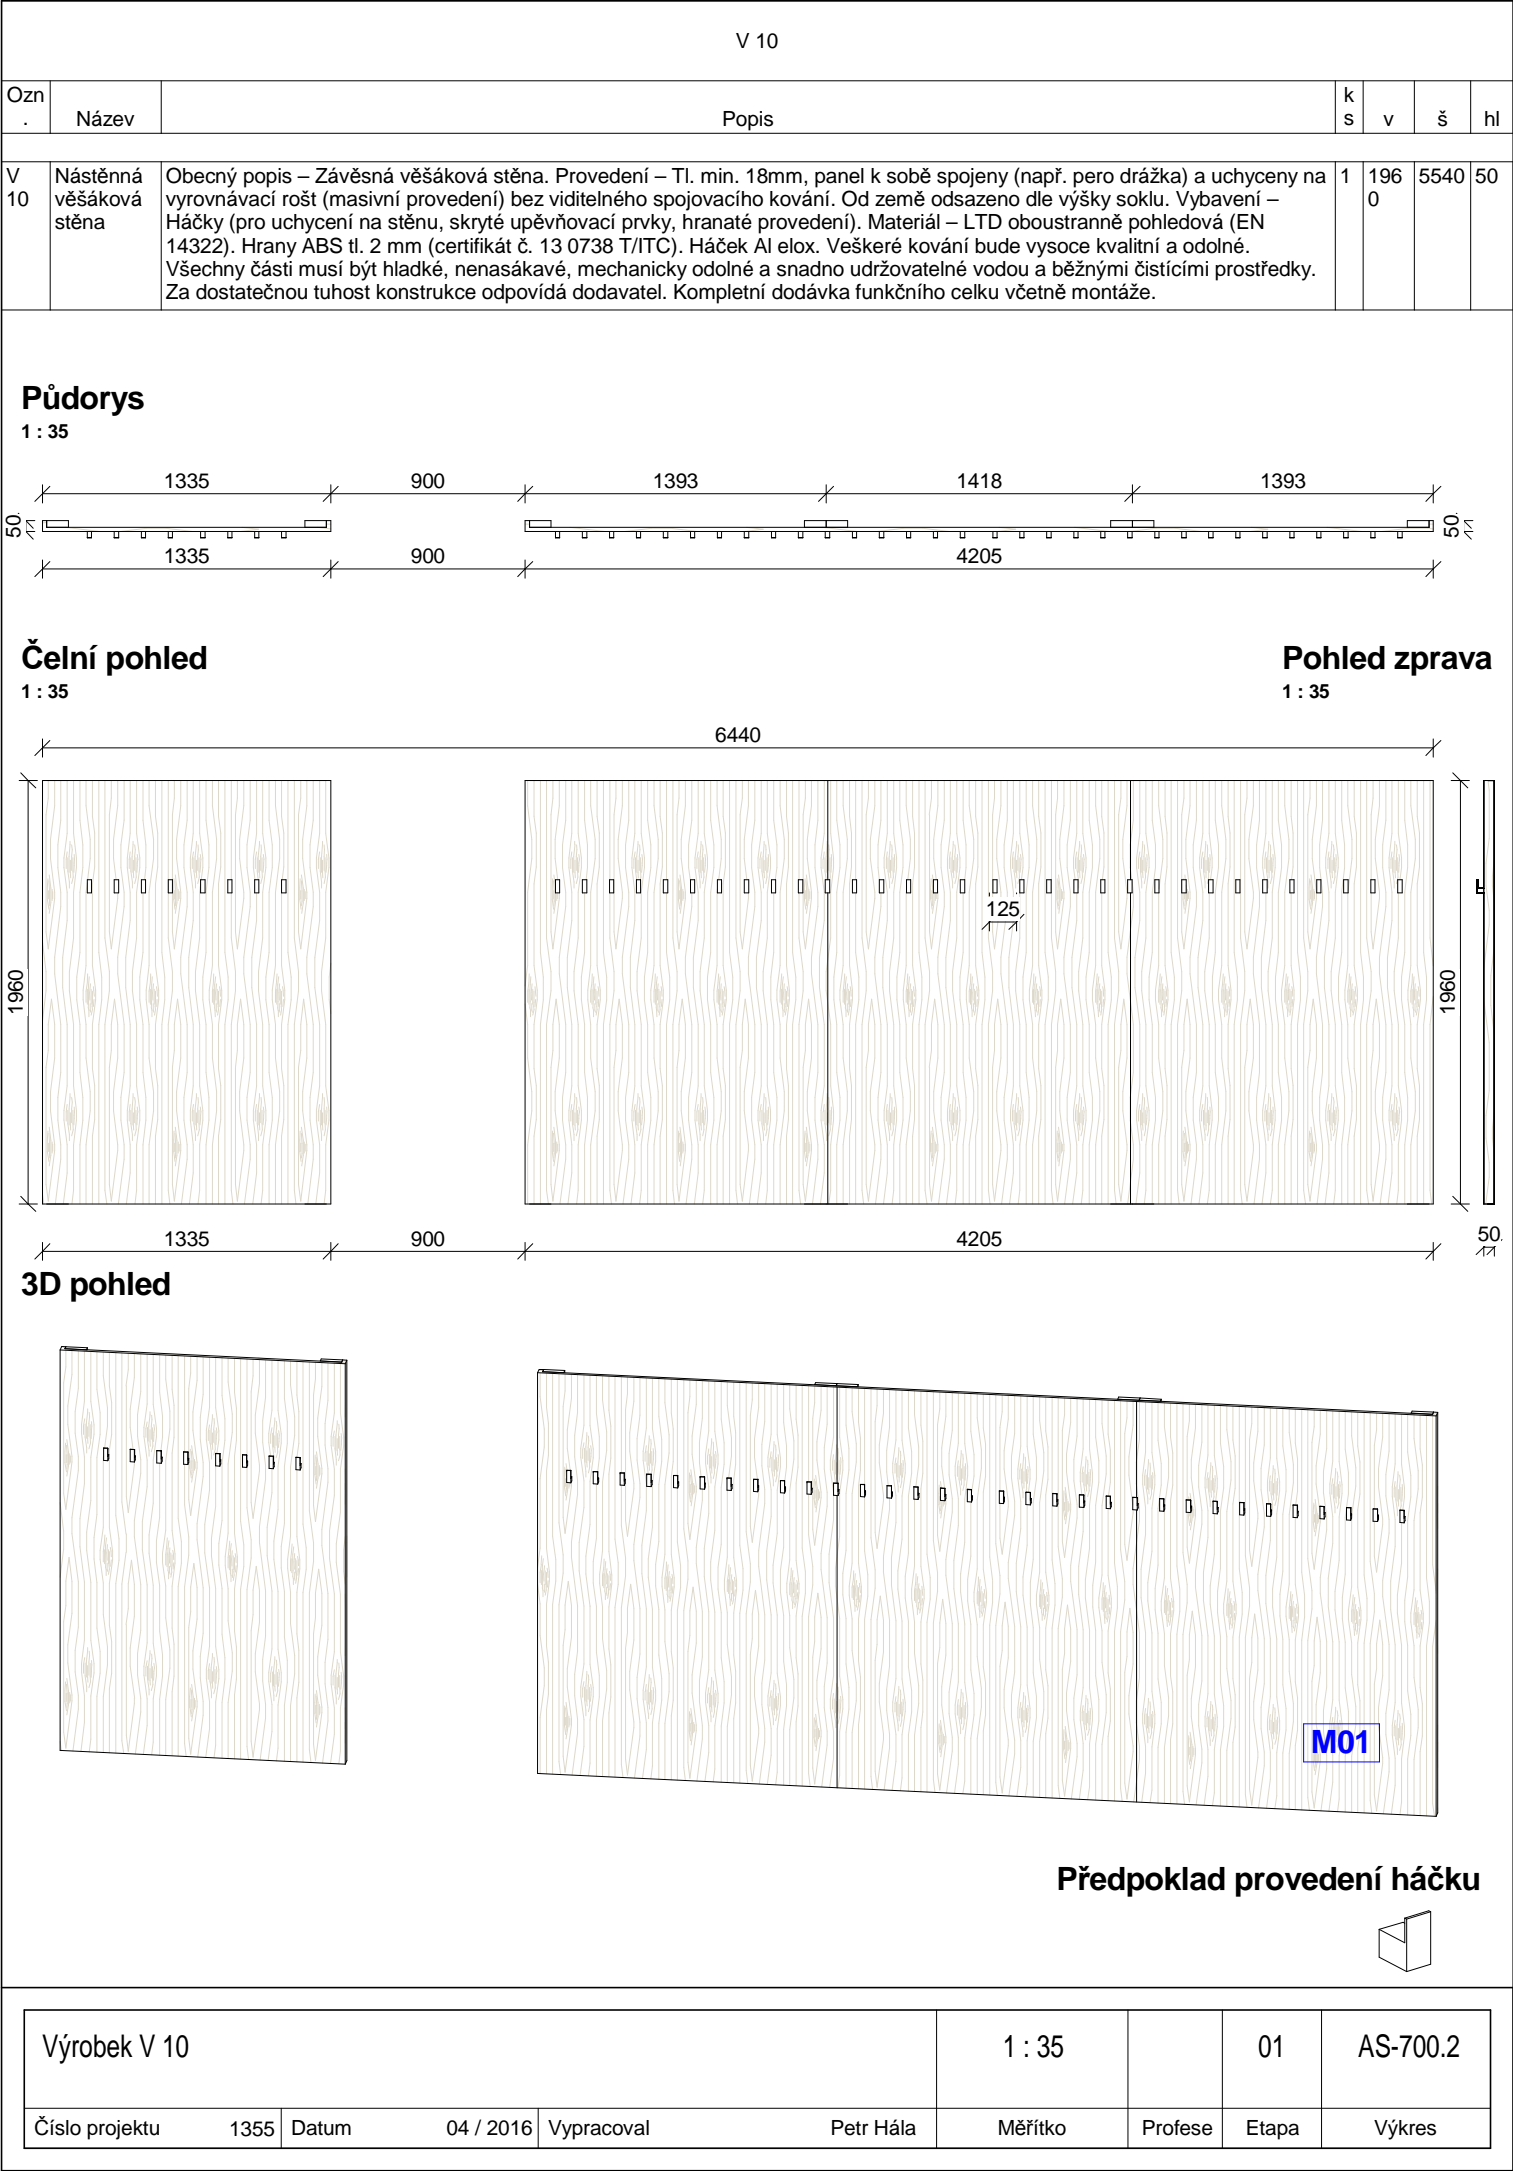 V 10
Ozn
.
Název
Popis
k
s
v
š
hl
V
10
Nástěnná
věšáková
stěna
Obecný popis – Závěsná věšáková stěna. Provedení – Tl. min. 18mm, panel k sobě spojeny (např. pero drážka) a uchyceny na
vyrovnávací rošt (masivní provedení) bez viditelného spojovacího kování. Od země odsazeno dle výšky soklu. Vybavení –
Háčky (pro uchycení na stěnu, skryté upěvňovací prvky, hranaté provedení). Materiál – LTD oboustranně pohledová (EN
14322). Hrany ABS tl. 2 mm (certifikát č. 13 0738 T/ITC). Háček Al elox. Veškeré kování bude vysoce kvalitní a odolné.
Všechny části musí být hladké, nenasákavé, mechanicky odolné a snadno udržovatelné vodou a běžnými čistícími prostředky.
Za dostatečnou tuhost konstrukce odpovídá dodavatel. Kompletní dodávka funkčního celku včetně montáže.
1
196
0
5540
50
Půdorys
1 : 35
1335
900
1393
1418
1393
50
50
1335
900
4205
Čelní pohled
1 : 35
Pohled zprava
1 : 35
6440
125
1960
1960
1335
900
4205
50
3D pohled
M01
Předpoklad provedení háčku
Výrobek V 10
1 : 35
01
AS-700.2
Číslo projektu
1355
Datum
04 / 2016
Vypracoval
Petr Hála
Měřítko
Profese
Etapa
Výkres